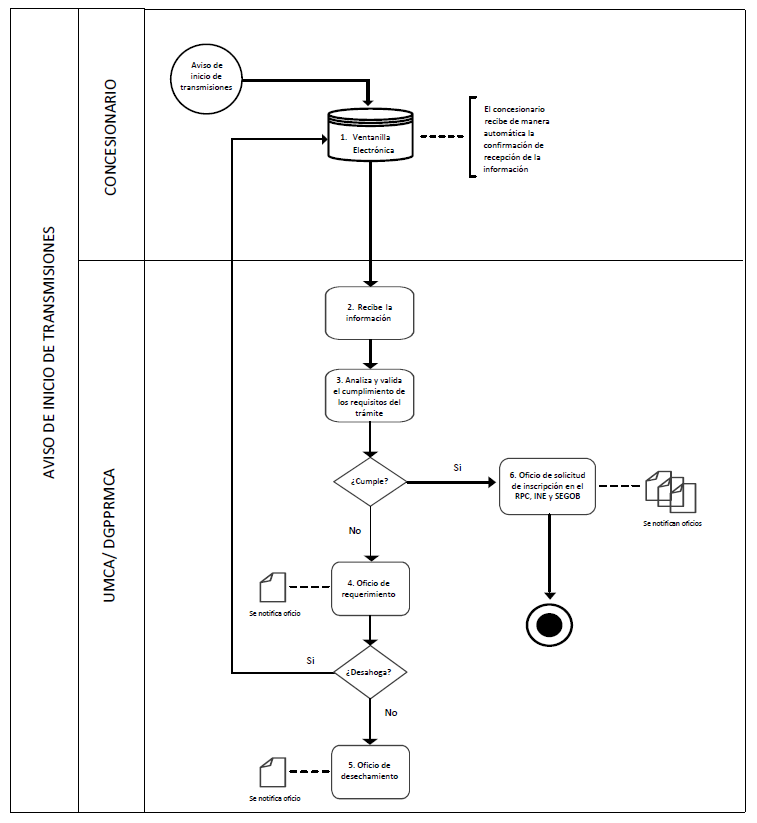 AVISO DE INICIO DE TRANSMISIONES
CONCESIONARIO
Aviso de
inicio de
transmisiones
1. Ventanilla
Electrónica
El concesionario
recibe de manera
automática la
confirmación de
recepción de la
información
UMCA/ DGPPRMCA
2. Recibe la
información
3. Analiza y valida
el cumplimiento de
los requisitos del
trámite
¿Cumple?
Si
6. Oficio de solicitud
de inscripción en el
RPC, INE y SEGOB
Se notifican oficios
No
4. Oficio de
requerimiento
Se notifica oficio
¿Desahoga?
Si
No
5. Oficio de
desechamiento
Se notifica oficio